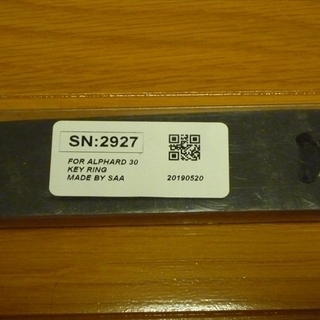 SN:2927
FOR ALPHARD 30
KEY RING
MADE BY SAA 20190520